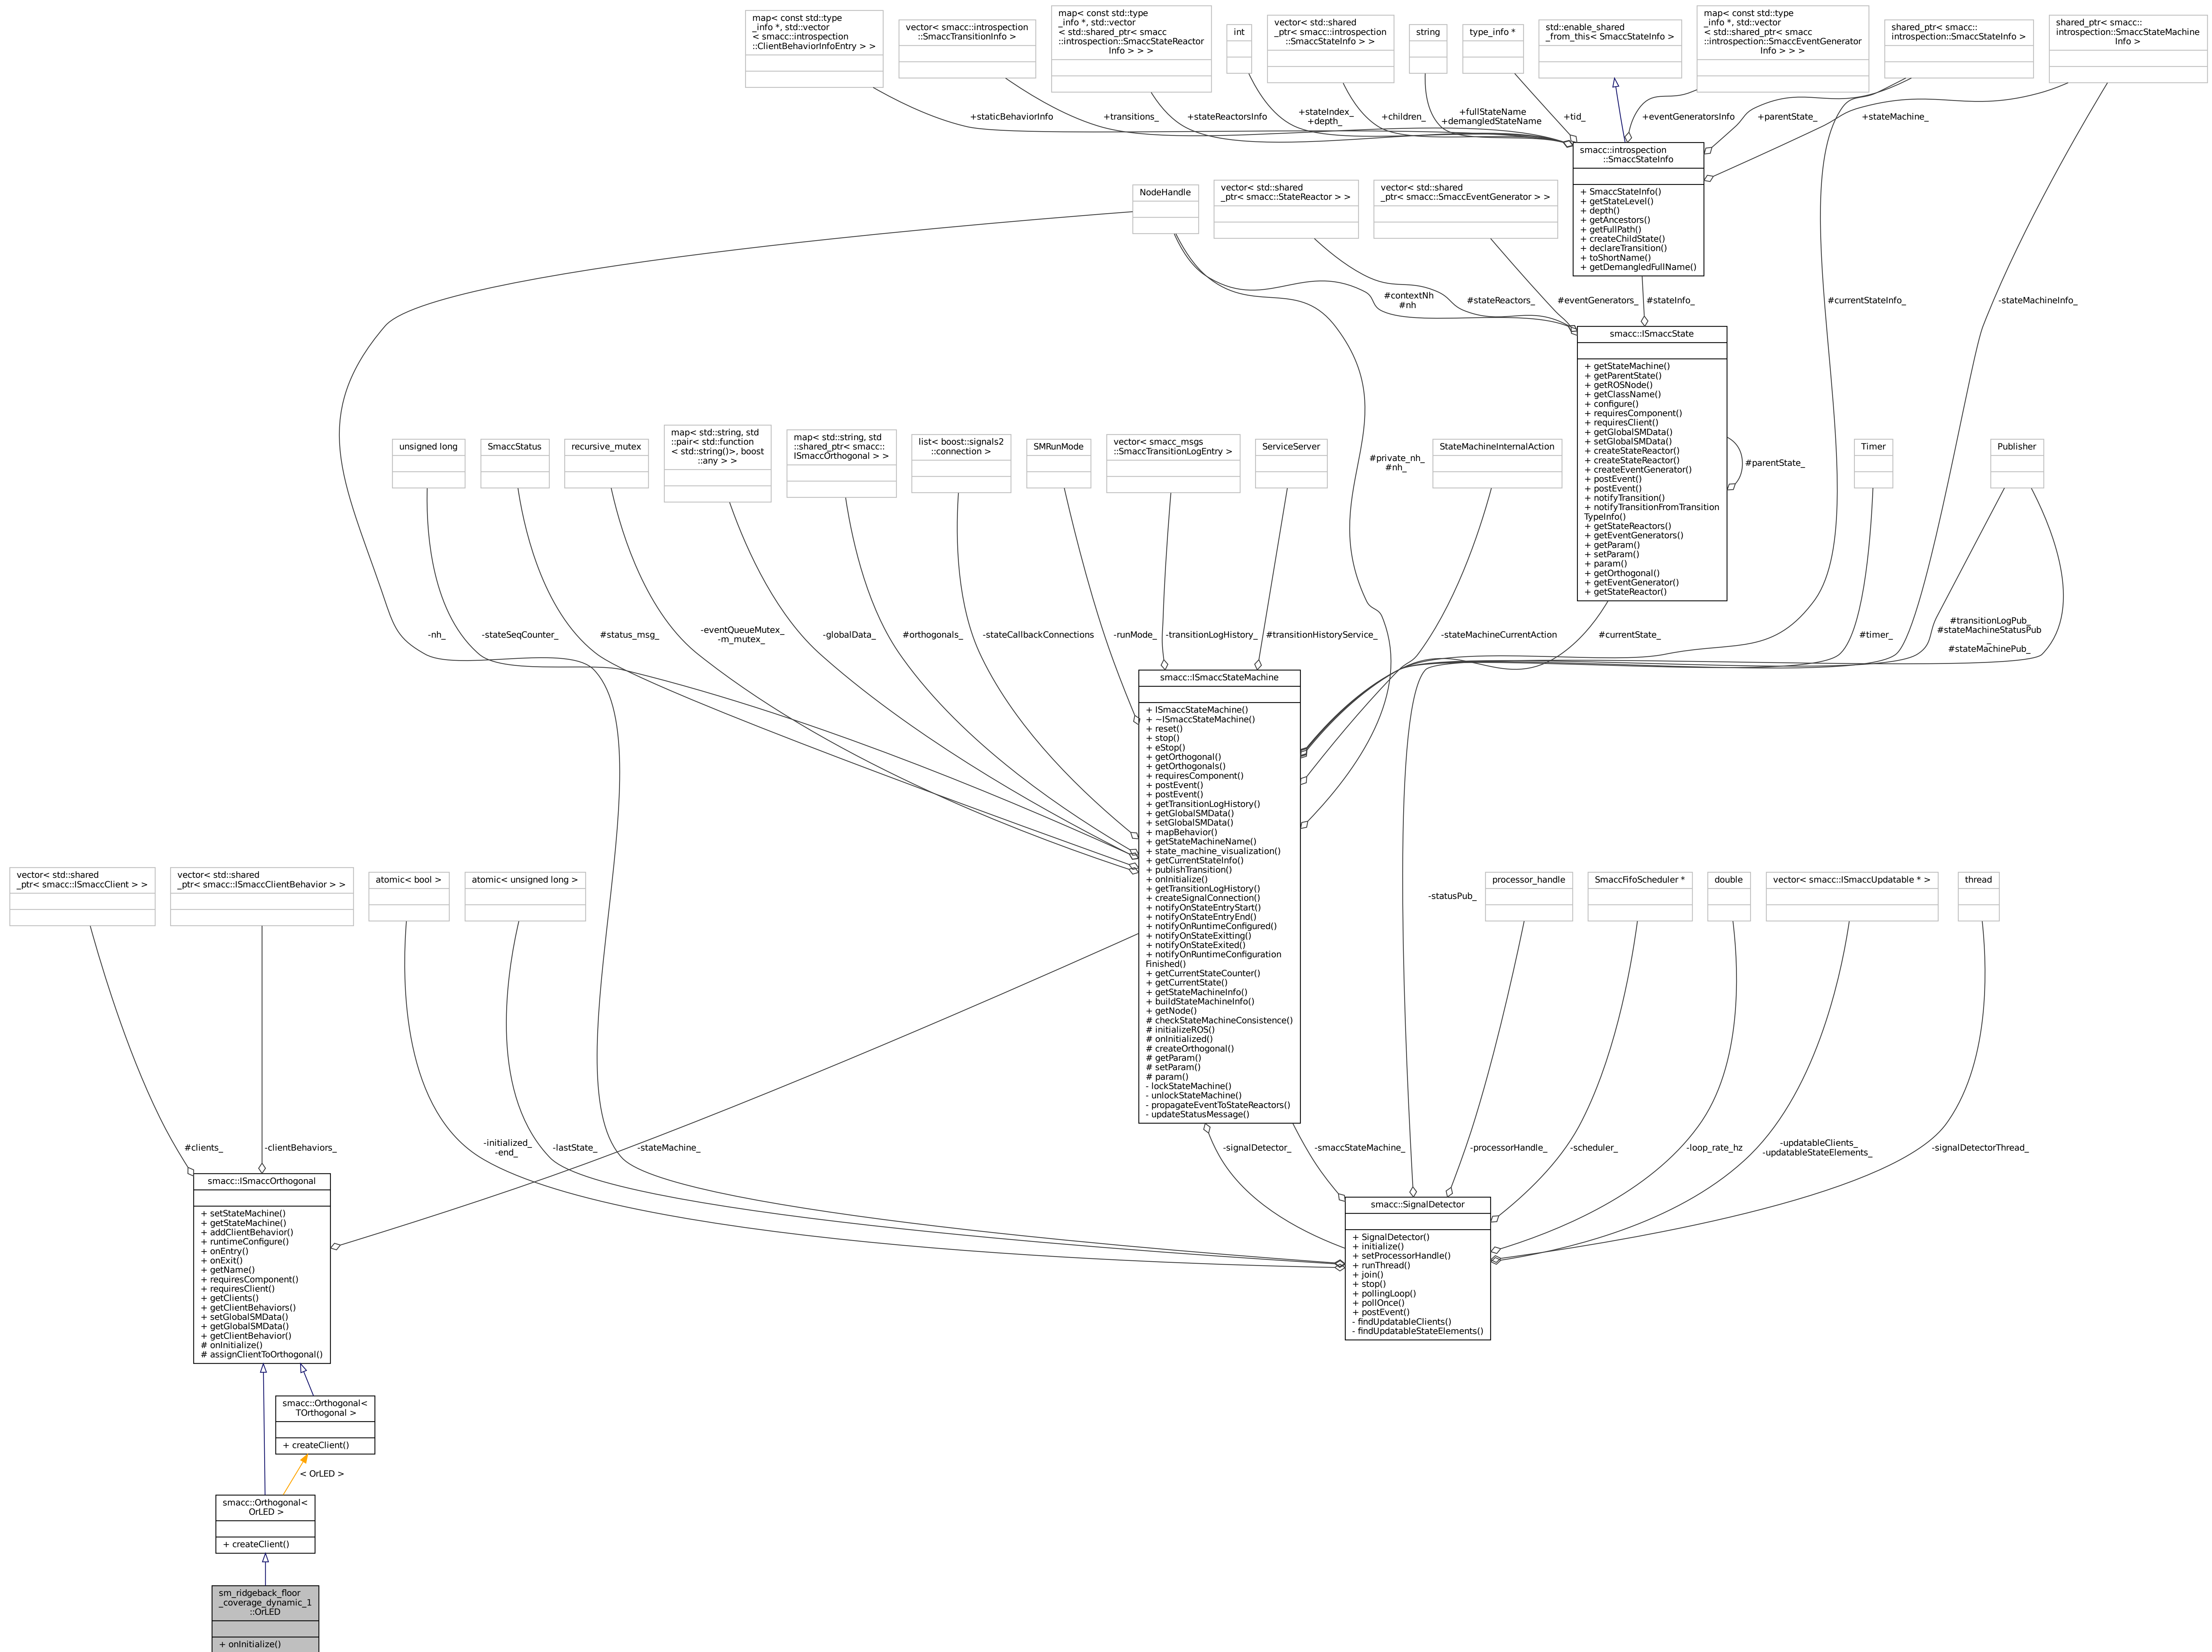 map< const std::type
_info *, std::vector
< smacc::introspection
::ClientBehaviorInfoEntry > >
vector< smacc::introspection
::SmaccTransitionInfo >
map< const std::type
_info *, std::vector
< std::shared_ptr< smacc
::introspection::SmaccStateReactor
Info > > >
int
vector< std::shared
_ptr< smacc::introspection
::SmaccStateInfo > >
string
type_info *
std::enable_shared
_from_this< SmaccStateInfo >
map< const std::type
_info *, std::vector
< std::shared_ptr< smacc
::introspection::SmaccEventGenerator
Info > > >
shared_ptr< smacc::
introspection::SmaccStateInfo >
shared_ptr< smacc::
introspection::SmaccStateMachine
Info >
+staticBehaviorInfo
+transitions_
+stateReactorsInfo
+stateIndex_
+depth_
+children_
+fullStateName
+demangledStateName
+tid_
+eventGeneratorsInfo
+parentState_
+stateMachine_
smacc::introspection
::SmaccStateInfo
+ SmaccStateInfo()
+ getStateLevel()
+ depth()
+ getAncestors()
+ getFullPath()
+ createChildState()
+ declareTransition()
+ toShortName()
+ getDemangledFullName()
NodeHandle
vector< std::shared
_ptr< smacc::StateReactor > >
vector< std::shared
_ptr< smacc::SmaccEventGenerator > >
#contextNh
#nh
#stateReactors_
#eventGenerators_
#stateInfo_
#currentStateInfo_
-stateMachineInfo_
smacc::ISmaccState
+ getStateMachine()
+ getParentState()
+ getROSNode()
+ getClassName()
+ configure()
+ requiresComponent()
+ requiresClient()
+ getGlobalSMData()
+ setGlobalSMData()
+ createStateReactor()
+ createStateReactor()
+ createEventGenerator()
+ postEvent()
+ postEvent()
+ notifyTransition()
+ notifyTransitionFromTransition
TypeInfo()
+ getStateReactors()
+ getEventGenerators()
+ getParam()
+ setParam()
+ param()
+ getOrthogonal()
+ getEventGenerator()
+ getStateReactor()
#parentState_
unsigned long
SmaccStatus
recursive_mutex
map< std::string, std
::pair< std::function
< std::string()>, boost
::any > >
map< std::string, std
::shared_ptr< smacc::
ISmaccOrthogonal > >
list< boost::signals2
::connection >
SMRunMode
vector< smacc_msgs
::SmaccTransitionLogEntry >
ServiceServer
#private_nh_
#nh_
StateMachineInternalAction
Timer
Publisher
-nh_
-stateSeqCounter_
#status_msg_
-eventQueueMutex_
-m_mutex_
-globalData_
#orthogonals_
-stateCallbackConnections
-runMode_
-transitionLogHistory_
#transitionHistoryService_
-stateMachineCurrentAction
#currentState_
#timer_
#transitionLogPub_
#stateMachineStatusPub
_
#stateMachinePub_
smacc::ISmaccStateMachine
+ ISmaccStateMachine()
+ ~ISmaccStateMachine()
+ reset()
+ stop()
+ eStop()
+ getOrthogonal()
+ getOrthogonals()
+ requiresComponent()
+ postEvent()
+ postEvent()
+ getTransitionLogHistory()
+ getGlobalSMData()
+ setGlobalSMData()
+ mapBehavior()
+ getStateMachineName()
+ state_machine_visualization()
+ getCurrentStateInfo()
+ publishTransition()
+ onInitialize()
+ getTransitionLogHistory()
+ createSignalConnection()
+ notifyOnStateEntryStart()
+ notifyOnStateEntryEnd()
+ notifyOnRuntimeConfigured()
+ notifyOnStateExitting()
+ notifyOnStateExited()
+ notifyOnRuntimeConfiguration
Finished()
+ getCurrentStateCounter()
+ getCurrentState()
+ getStateMachineInfo()
+ buildStateMachineInfo()
+ getNode()
# checkStateMachineConsistence()
# initializeROS()
# onInitialized()
# createOrthogonal()
# getParam()
# setParam()
# param()
- lockStateMachine()
- unlockStateMachine()
- propagateEventToStateReactors()
- updateStatusMessage()
vector< std::shared
_ptr< smacc::ISmaccClient > >
vector< std::shared
_ptr< smacc::ISmaccClientBehavior > >
atomic< bool >
atomic< unsigned long >
-statusPub_
processor_handle
SmaccFifoScheduler *
double
vector< smacc::ISmaccUpdatable * >
thread
#clients_
-clientBehaviors_
-initialized_
-end_
-lastState_
-stateMachine_
-signalDetector_
-smaccStateMachine_
-processorHandle_
-scheduler_
-loop_rate_hz
-updatableClients_
-updatableStateElements_
-signalDetectorThread_
smacc::ISmaccOrthogonal
+ setStateMachine()
+ getStateMachine()
+ addClientBehavior()
+ runtimeConfigure()
+ onEntry()
+ onExit()
+ getName()
+ requiresComponent()
+ requiresClient()
+ getClients()
+ getClientBehaviors()
+ setGlobalSMData()
+ getGlobalSMData()
+ getClientBehavior()
# onInitialize()
# assignClientToOrthogonal()
smacc::SignalDetector
+ SignalDetector()
+ initialize()
+ setProcessorHandle()
+ runThread()
+ join()
+ stop()
+ pollingLoop()
+ pollOnce()
+ postEvent()
- findUpdatableClients()
- findUpdatableStateElements()
smacc::Orthogonal<
TOrthogonal >
+ createClient()
< OrLED >
smacc::Orthogonal<
OrLED >
+ createClient()
sm_ridgeback_floor
_coverage_dynamic_1
::OrLED
+ onInitialize()